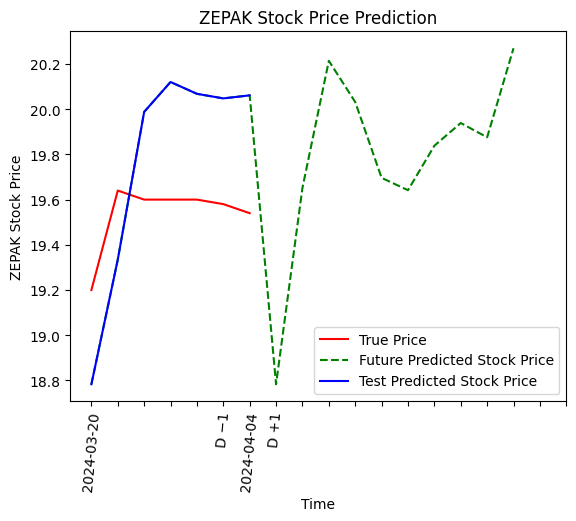 ZEPAK Stock Price Prediction
ZEPAK Stock Price
20.2
20.0
19.8
19.6
19.4
19.2
19.0
18.8
True Price
Future Predicted Stock Price
Test Predicted Stock Price
2024-03-20
D −1
2024-04-04
D +1
Time